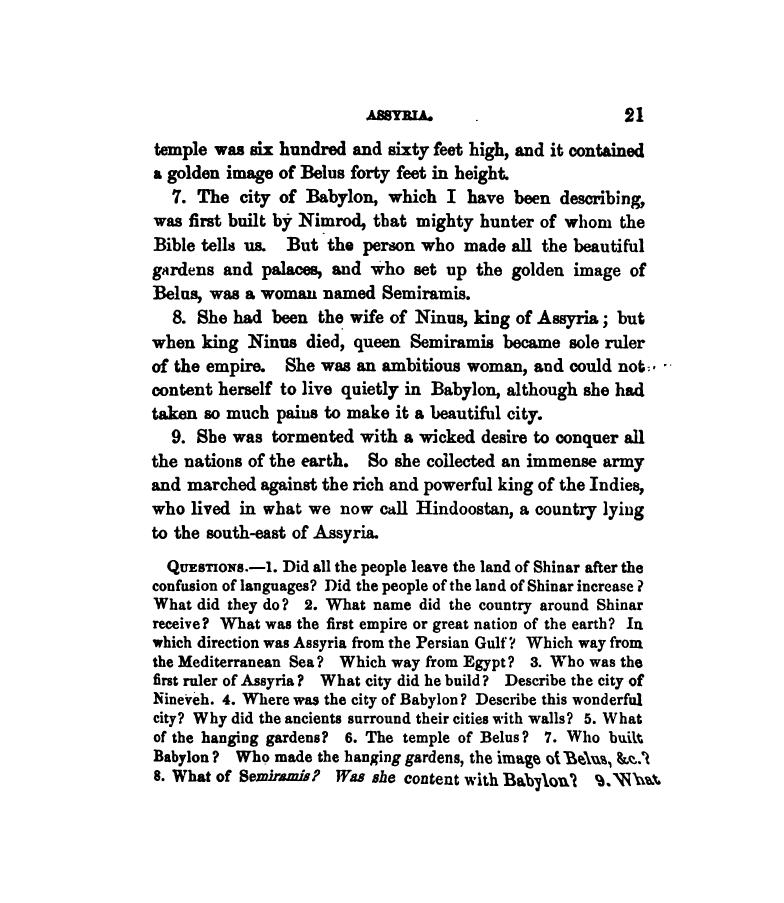 ASSYRIA. 21
temple was six hundred and sixty feet high, and it contained
a golden image of Belus forty feet in height.
7. The city of Babylon, which I have been describing,
was first built by Nimrod, that mighty hunter of whom the
Bible tells us. But the person who made all the beautiful
gardens and palaces, and who set up the golden image of
Belus, was a woman named Semiramis.
8. She had been the wife of Ninus, king of Assyria; but
when king Ninus died, queen Semiramis became sole ruler
of the empire. She was an ambitious woman, and could not
content herself to live quietly in Babylon, although she had
taken so much pains to make it a beautiful city.
9. She was tormented with a wicked desire to conquer all
the nations of the earth. So she collected an immense army
and marched against the rich and powerful king of the Indies,
who lived in what we now call Hindoostan, a country lying
to the south-east of Assyria.
QUESTIONS.—1. Did all the people leave the land of Shinar after the
confusion of languages? Did the people of the land of Shinar increase?
What did they do? 2. What name did the country around Shinar
receive? What was the first empire or great nation of the earth? In
which direction was Assyria from the Persian Gulf? Which way from
the Mediterranean Sea? Which way from Egypt? 3. Who was the
first ruler of Assyria? What city did he build? Describe the city of
Nineveh. 4. Where was the city of Babylon? Describe this wonderful
city? Why did the ancients surround their cities with walls? 5. What
of the hanging gardens? 6. The temple of Belus? 7. Who built
Babylon? Who made the hanging gardens, the image of Belus, &c.?
8. What of Semiramis? Was she content with Babylon? 9. What